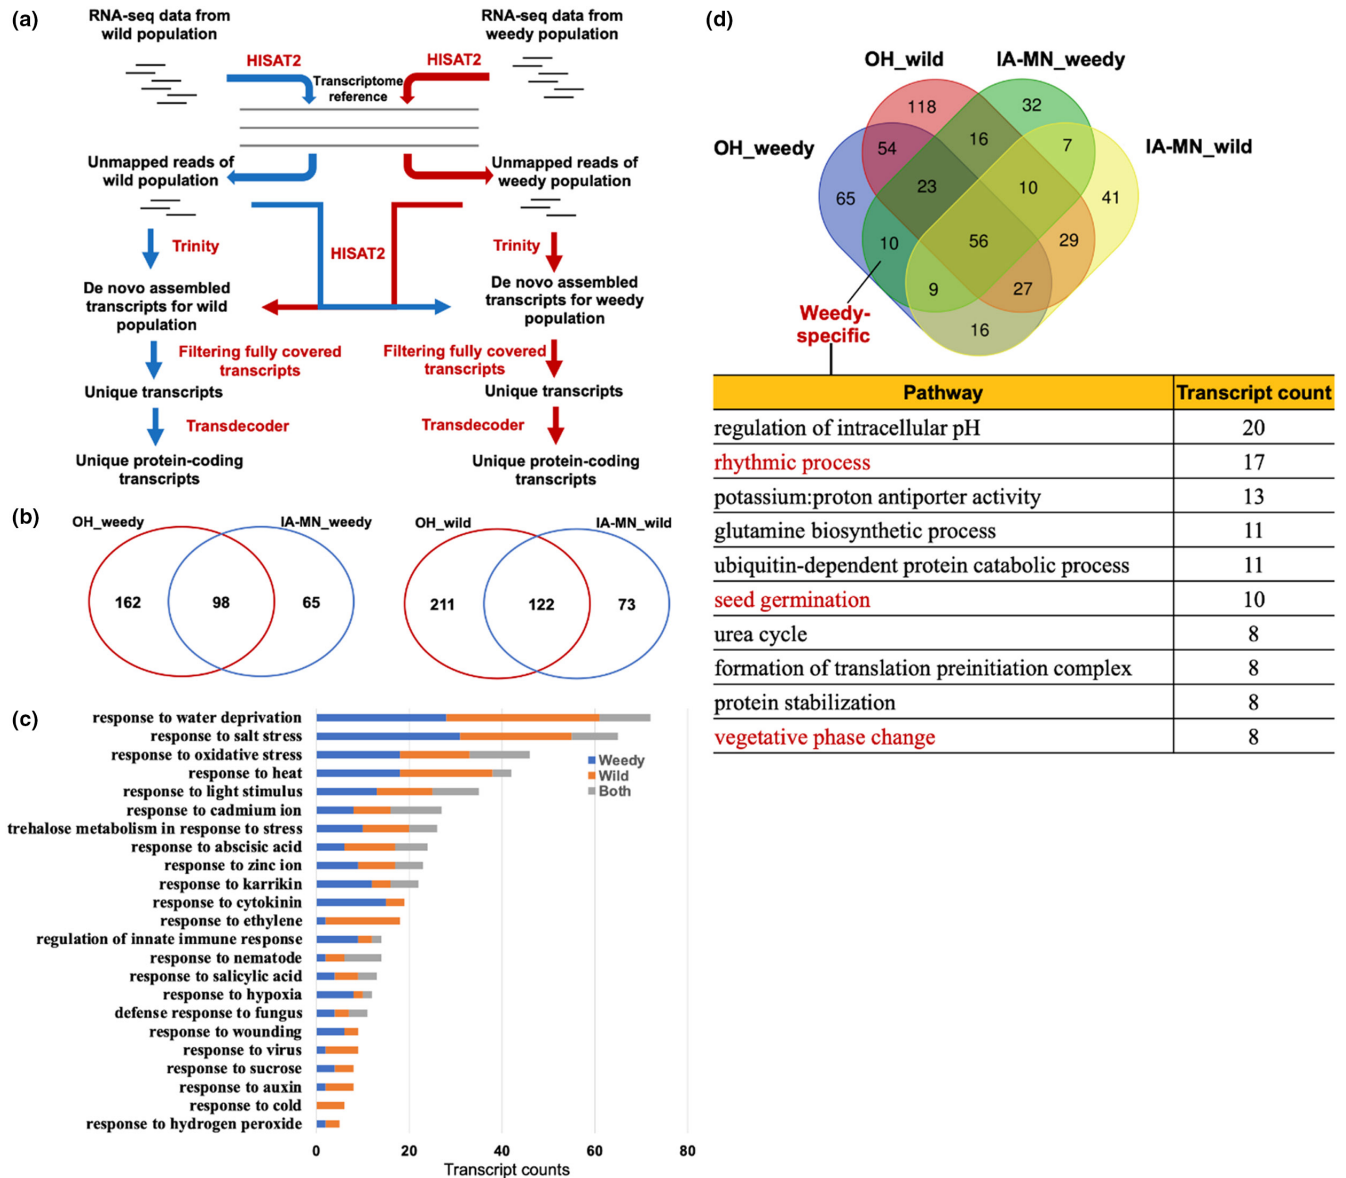 (a)
RNA-seq data from
wild population
RNA-seq data from
weedy population
HISAT2
HISAT2
Transcriptome
reference
Unmapped reads of
wild population
Unmapped reads of
weedy population
Trinity
HISAT2
Trinity
De novo assembled
transcripts for wild
population
De novo assembled
transcripts for weedy
population
Filtering fully covered
transcripts
Filtering fully covered
transcripts
Unique transcripts
Unique transcripts
Transdecoder
Transdecoder
Unique protein-coding
transcripts
Unique protein-coding
transcripts
(b)
OH_weedy
IA-MN_weedy
162
98
65
OH_wild
IA-MN_wild
211
122
73
(c)
response to water deprivation
response to salt stress
response to oxidative stress
response to heat
response to light stimulus
response to cadmium ion
trehalose metabolism in response to stress
response to abscisic acid
response to zinc ion
response to karrikin
response to cytokinin
response to ethylene
regulation of innate immune response
response to nematode
response to salicylic acid
response to hypoxia
defense response to fungus
response to wounding
response to virus
response to sucrose
response to auxin
response to cold
response to hydrogen peroxide
Weedy
Wild
Both
0 20 40 60 80
Transcript counts
(d)
OH_wild
IA-MN_weedy
OH_weedy
IA-MN_wild
118
32
54
16
7
65
23
10
41
10
56
29
9
27
16
Weedy-
specific
Pathway Transcript count
regulation of intracellular pH 20
rhythmic process 17
potassium:proton antiporter activity 13
glutamine biosynthetic process 11
ubiquitin-dependent protein catabolic process 11
seed germination 10
urea cycle 8
formation of translation preinitiation complex 8
protein stabilization 8
vegetative phase change 8